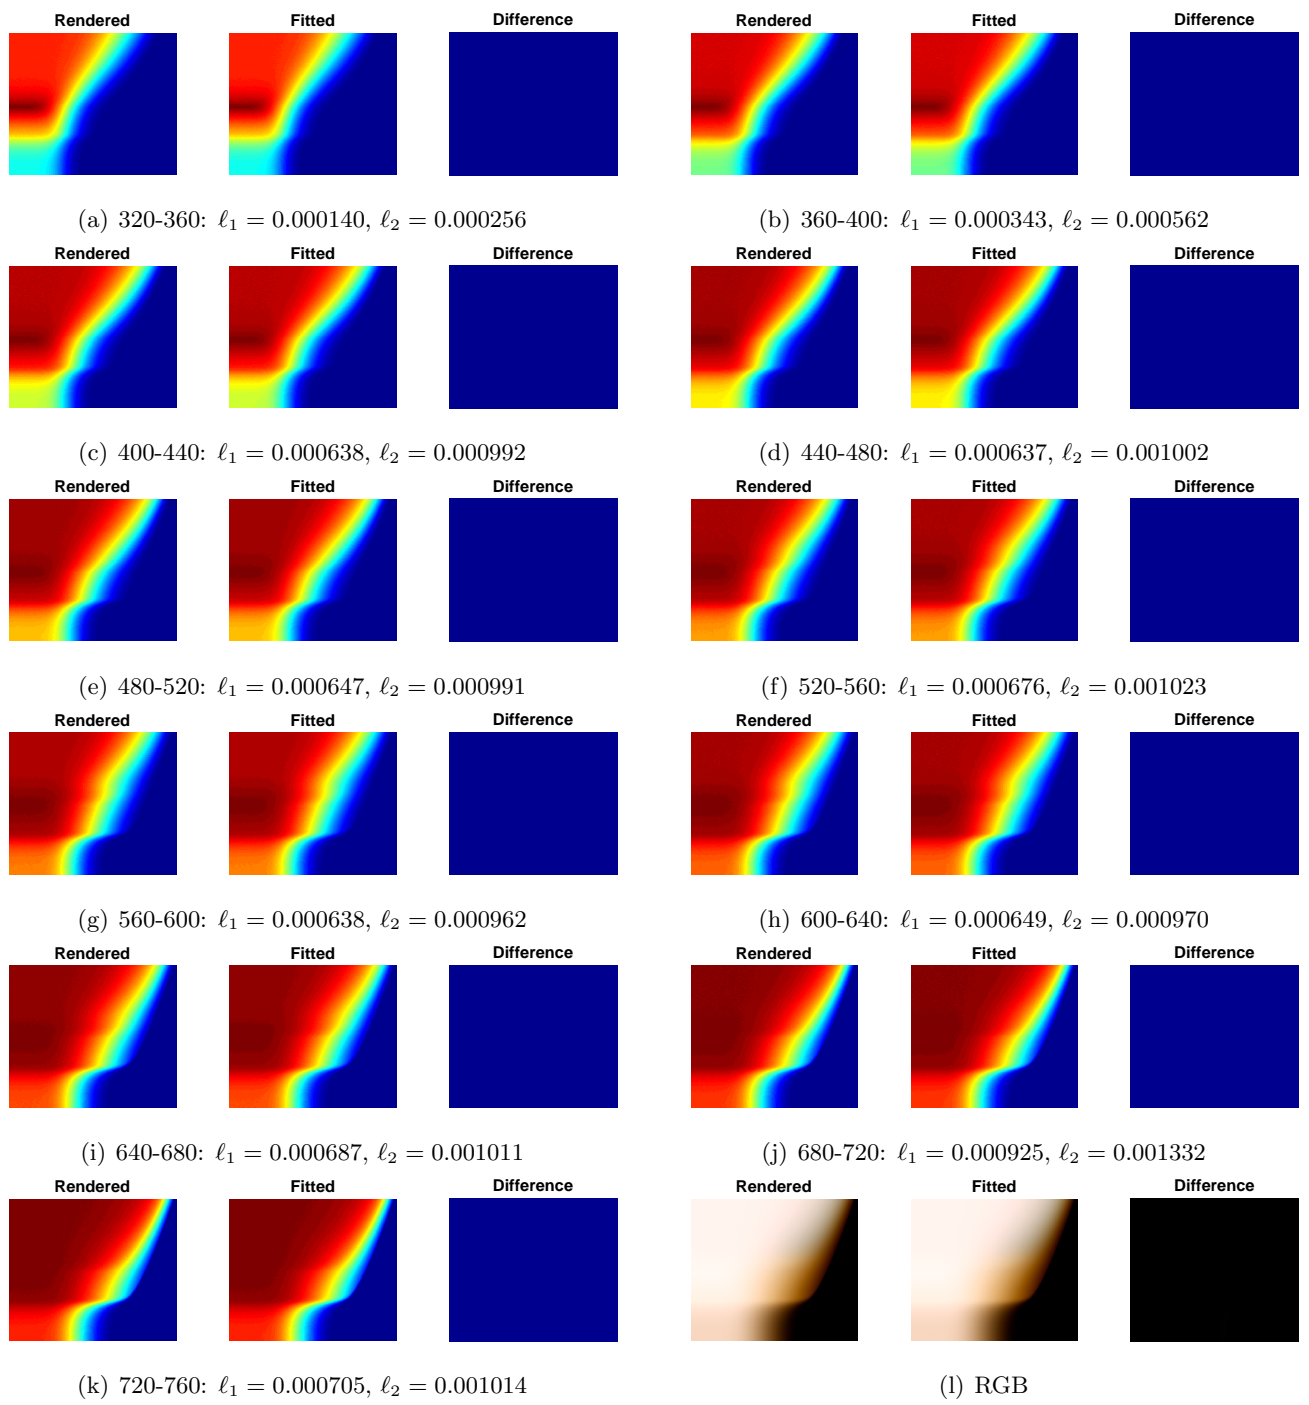 Rendered Fitted Difference Rendered Fitted Difference
(a) 320-360: ℓ₁ = 0.000140, ℓ₂ = 0.000256 (b) 360-400: ℓ₁ = 0.000343, ℓ₂ = 0.000562
Rendered Fitted Difference Rendered Fitted Difference
(c) 400-440: ℓ₁ = 0.000638, ℓ₂ = 0.000992 (d) 440-480: ℓ₁ = 0.000637, ℓ₂ = 0.001002
Rendered Fitted Difference Rendered Fitted Difference
(e) 480-520: ℓ₁ = 0.000647, ℓ₂ = 0.000991 (f) 520-560: ℓ₁ = 0.000676, ℓ₂ = 0.001023
Rendered Fitted Difference Rendered Fitted Difference
(g) 560-600: ℓ₁ = 0.000638, ℓ₂ = 0.000962 (h) 600-640: ℓ₁ = 0.000649, ℓ₂ = 0.000970
Rendered Fitted Difference Rendered Fitted Difference
(i) 640-680: ℓ₁ = 0.000687, ℓ₂ = 0.001011 (j) 680-720: ℓ₁ = 0.000925, ℓ₂ = 0.001332
Rendered Fitted Difference Rendered Fitted Difference
(k) 720-760: ℓ₁ = 0.000705, ℓ₂ = 0.001014 (l) RGB